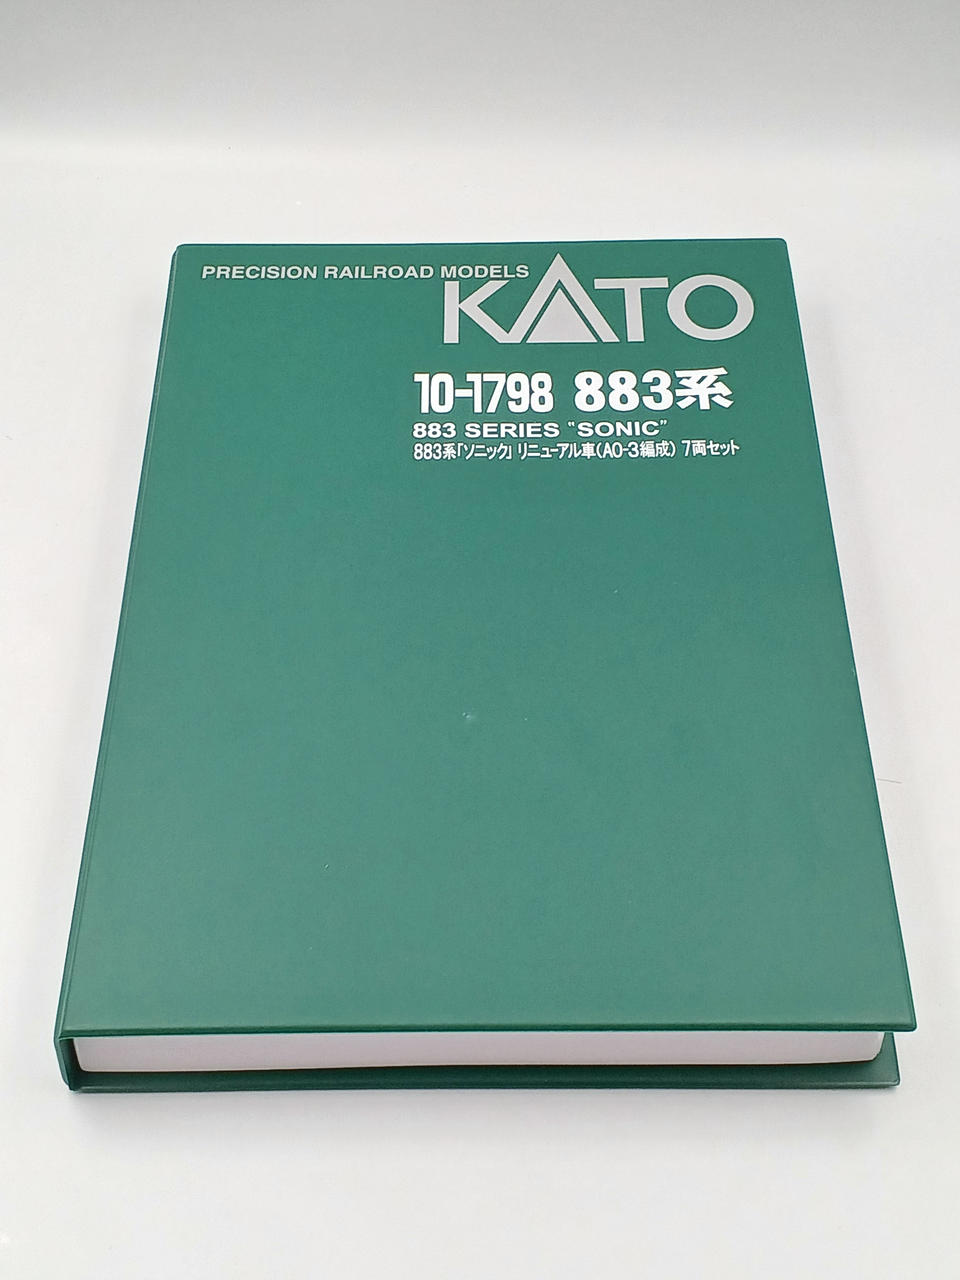 PRECISION RAILROAD MODELS
KATO
10-1798 883系
883 SERIES “SONIC”
883系｢ソニック｣ リニューアル車(AO-3編成) 7両セット